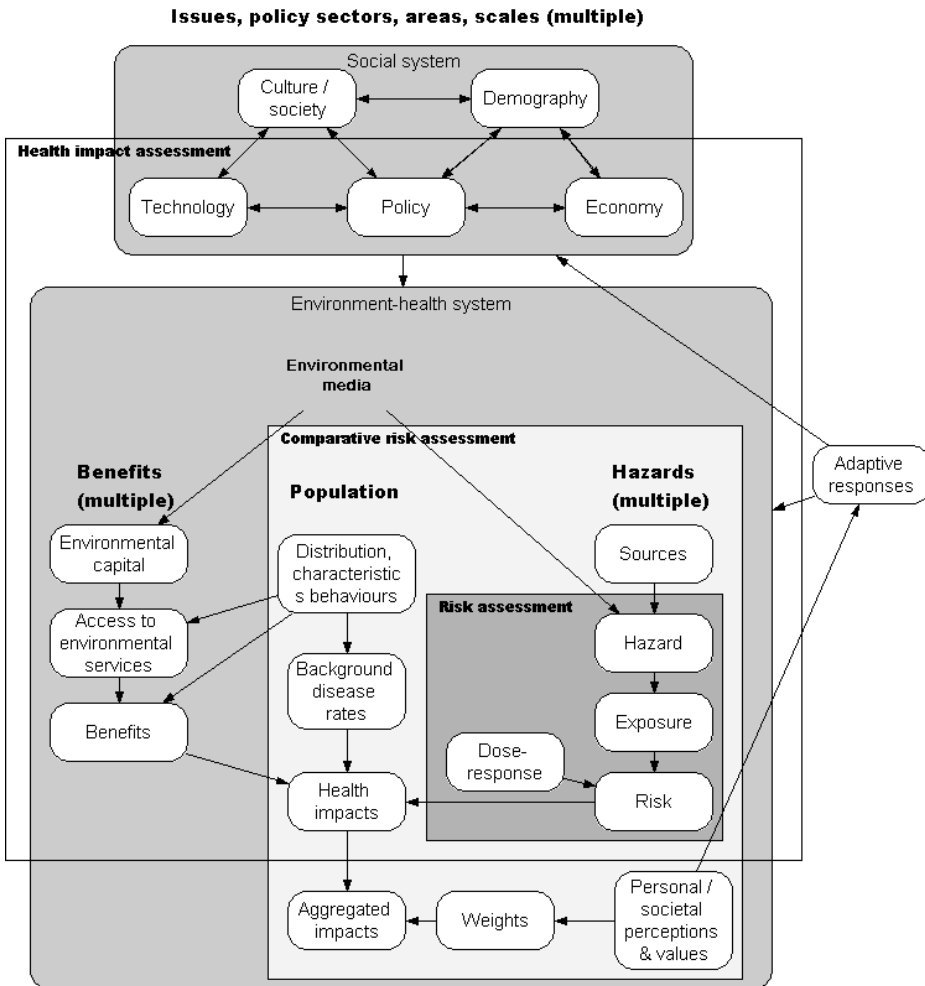 Issues, policy sectors, areas, scales (multiple)
Social system
Culture /
society
Demography
Health impact assessment
Technology
Policy
Economy
Environment-health system
Environmental
media
Comparative risk assessment
Benefits
(multiple)
Population
Hazards
(multiple)
Adaptive
responses
Environmental
capital
Distribution,
characteristic
s behaviours
Sources
Risk assessment
Access to
environmental
services
Hazard
Background
disease
rates
Benefits
Exposure
Dose-
response
Health
impacts
Risk
Aggregated
impacts
Weights
Personal /
societal
perceptions
& values